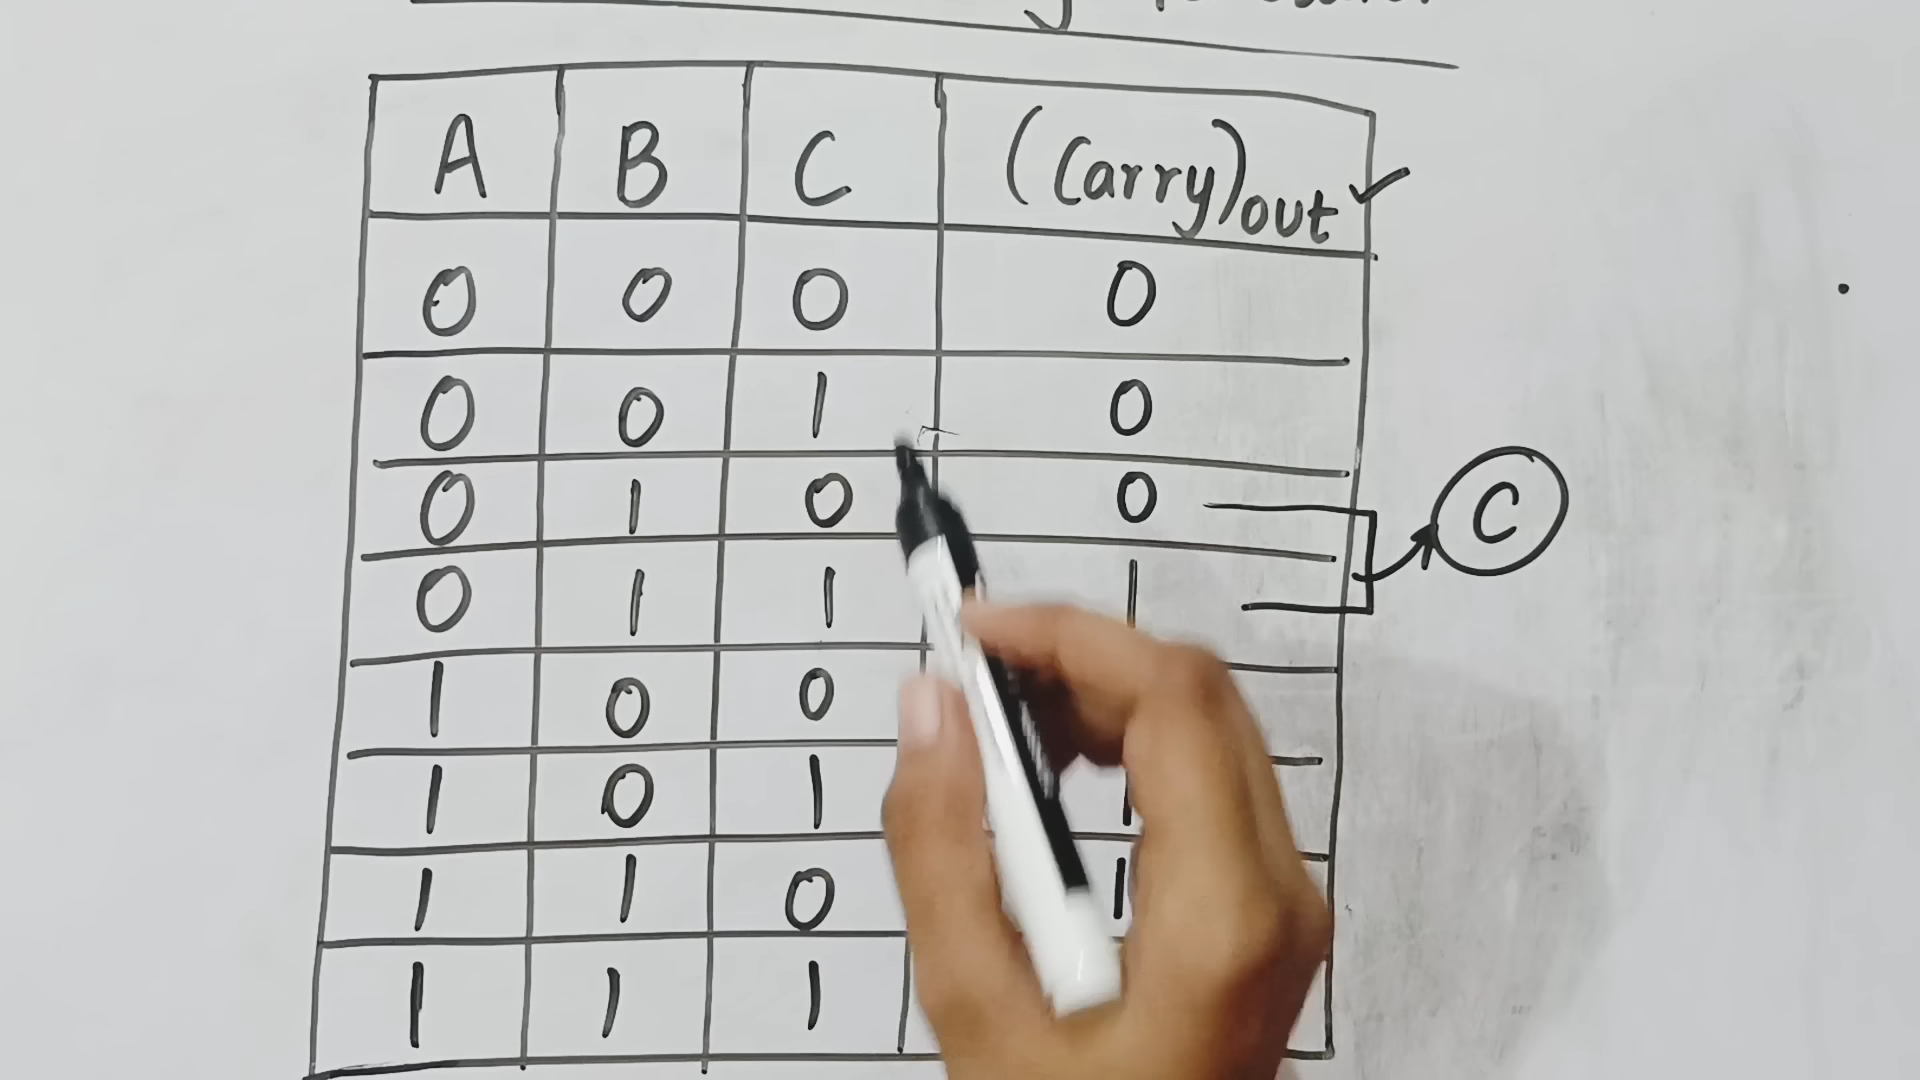 A B C (Carry)out ✓
0 0 0 0
0 0 1 0
0 1 0 0 C
0 1 1 1
1 0 0
1 0 1 1
1 1 0 1
1 1 1